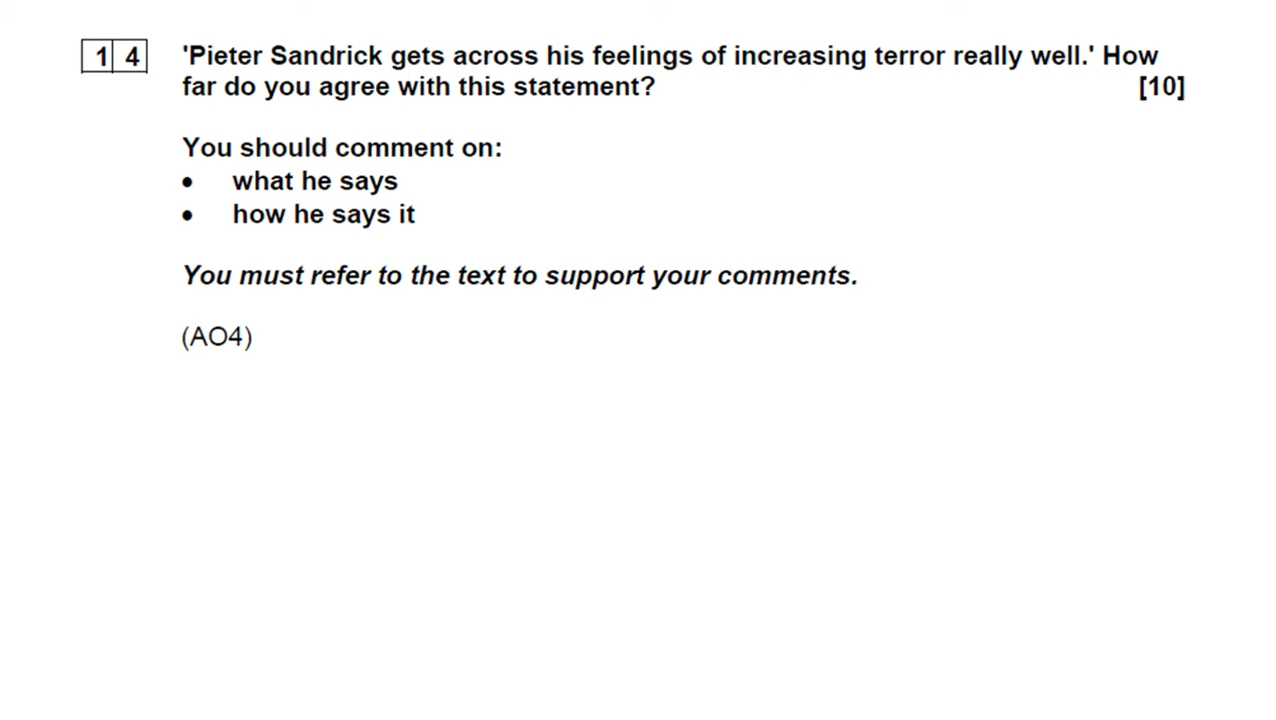 14 'Pieter Sandrick gets across his feelings of increasing terror really well.' How
far do you agree with this statement? [10]
You should comment on:
• what he says
• how he says it
You must refer to the text to support your comments.
(AO4)